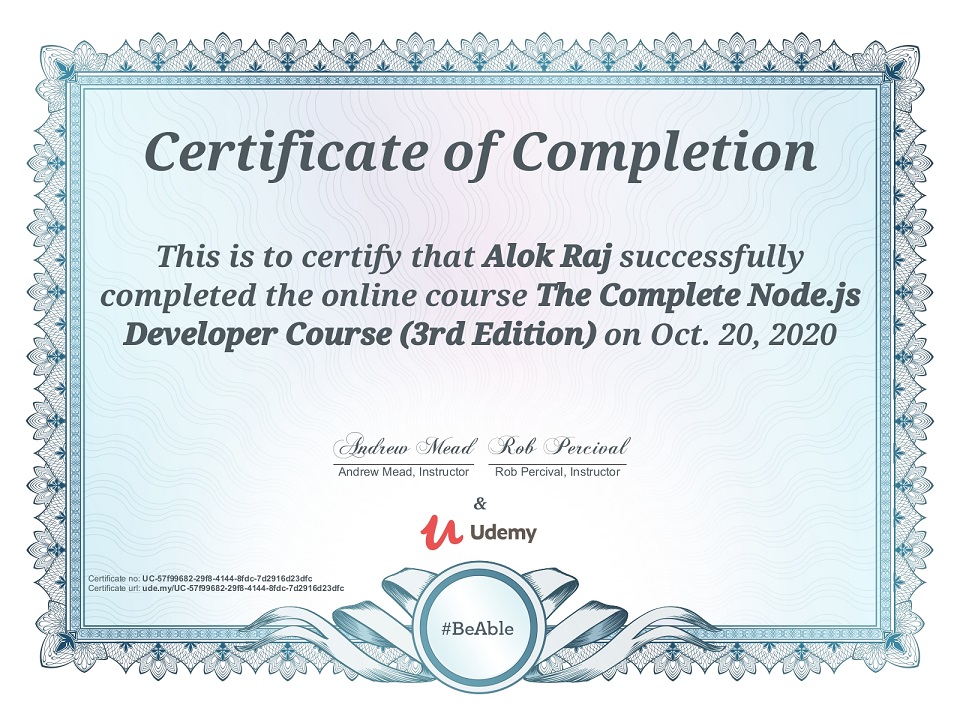 Certificate of Completion
This is to certify that Alok Raj successfully
completed the online course The Complete Node.js
Developer Course (3rd Edition) on Oct. 20, 2020
Andrew Mead Rob Percival
Andrew Mead, Instructor Rob Percival, Instructor
&
Udemy
Certificate no: UC-57f99682-29f8-4144-8fdc-7d2916d23dfc
Certificate url: ude.my/UC-57f99682-29f8-4144-8fdc-7d2916d23dfc
#BeAble